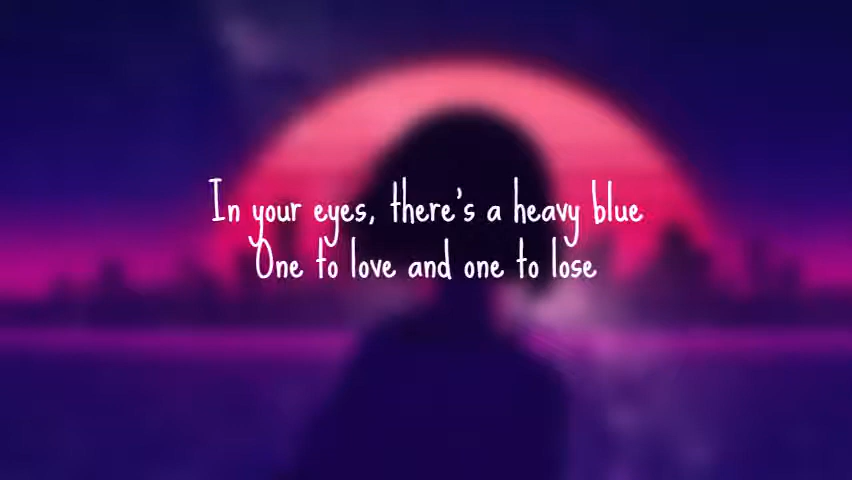 In your eyes, there's a heavy blue
One to love and one to lose